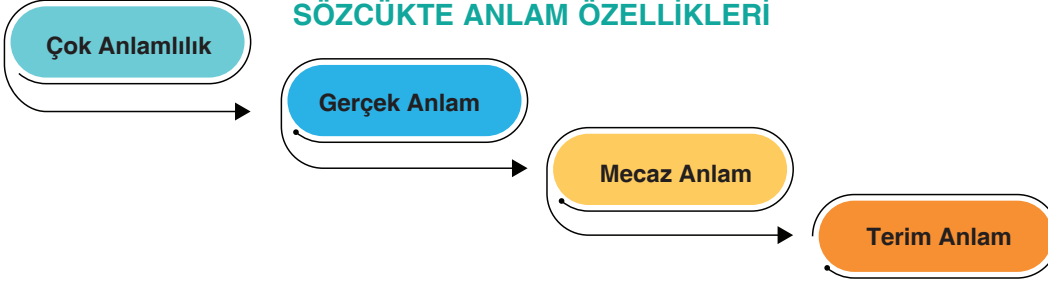 SÖZCÜKTE ANLAM ÖZELLİKLERİ
Çok Anlamlılık
Gerçek Anlam
Mecaz Anlam
Terim Anlam